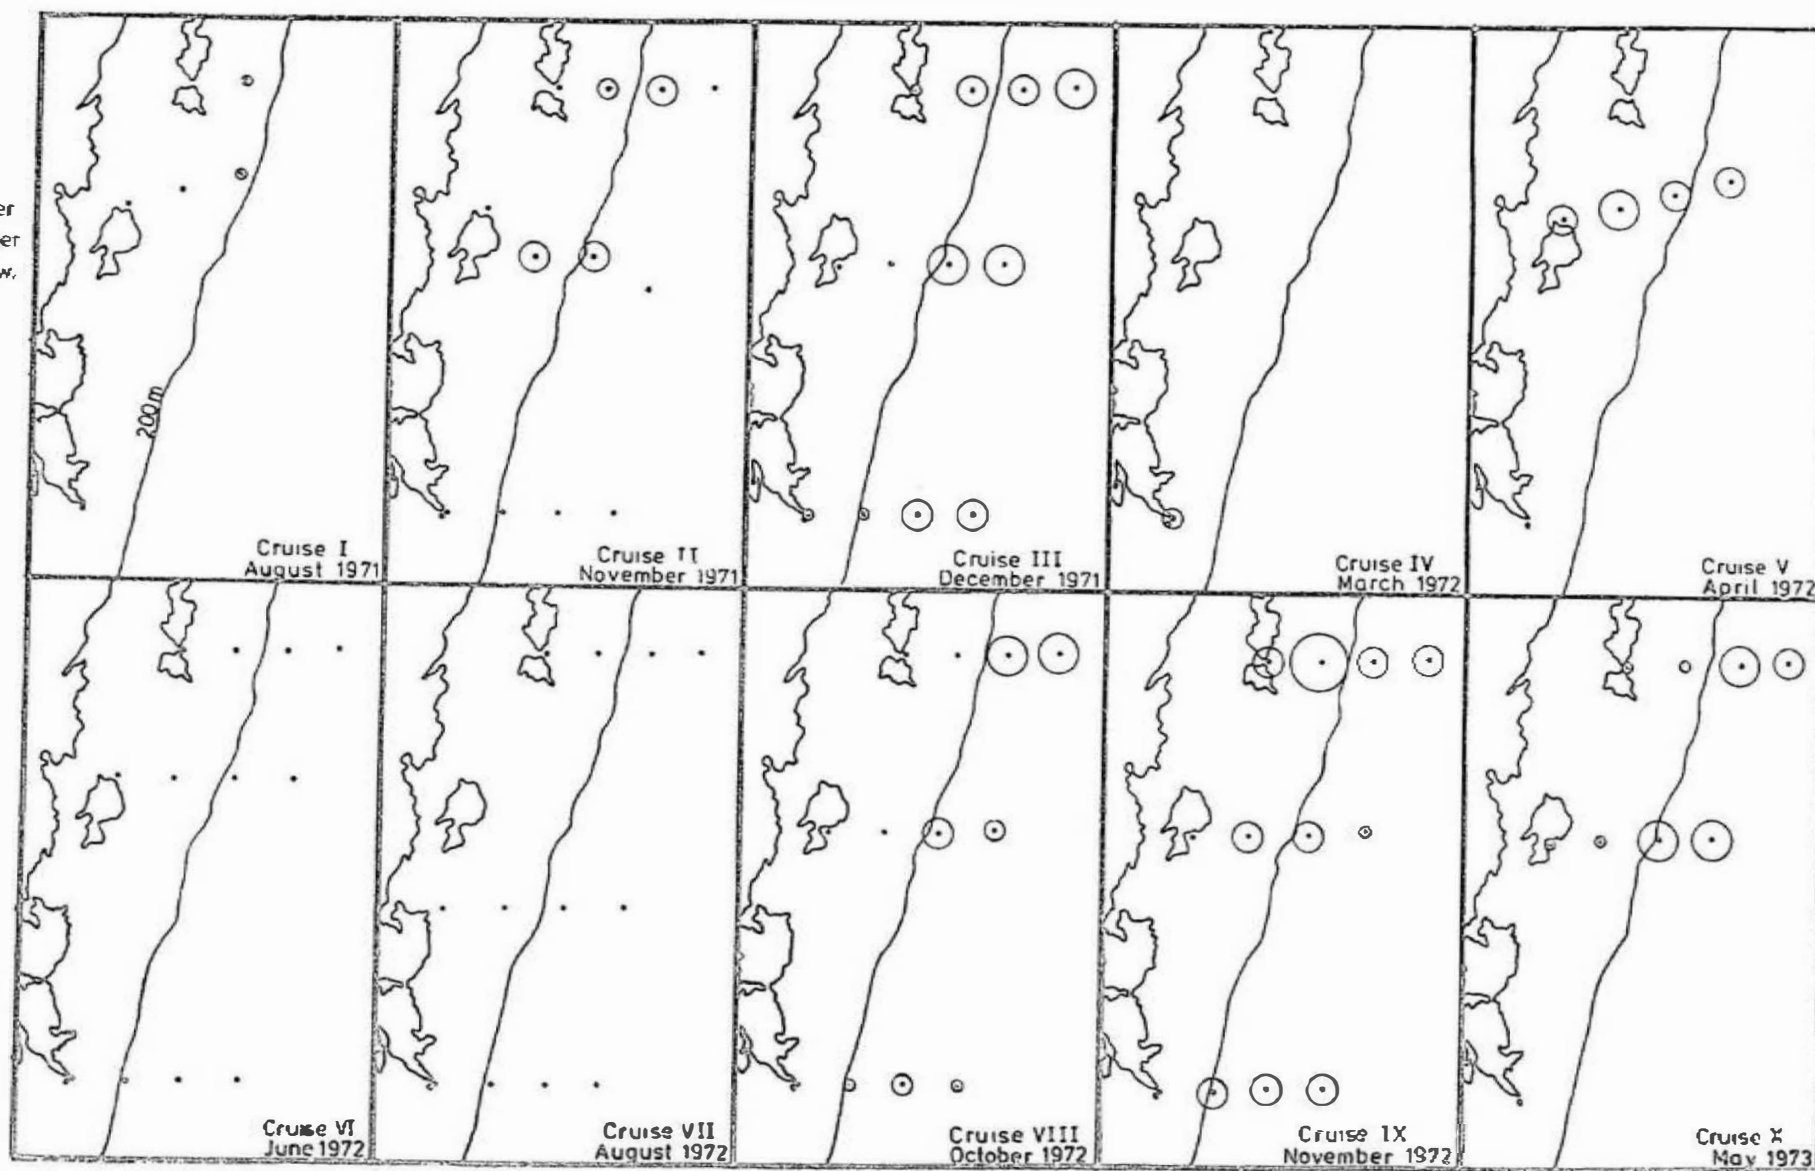 er
er
w.
200m
Cruise I
August 1971
Cruise II
November 1971
Cruise III
December 1971
Cruise IV
March 1972
Cruise V
April 1972
Cruise VI
June 1972
Cruise VII
August 1972
Cruise VIII
October 1972
Cruise IX
November 1972
Cruise X
May 1973